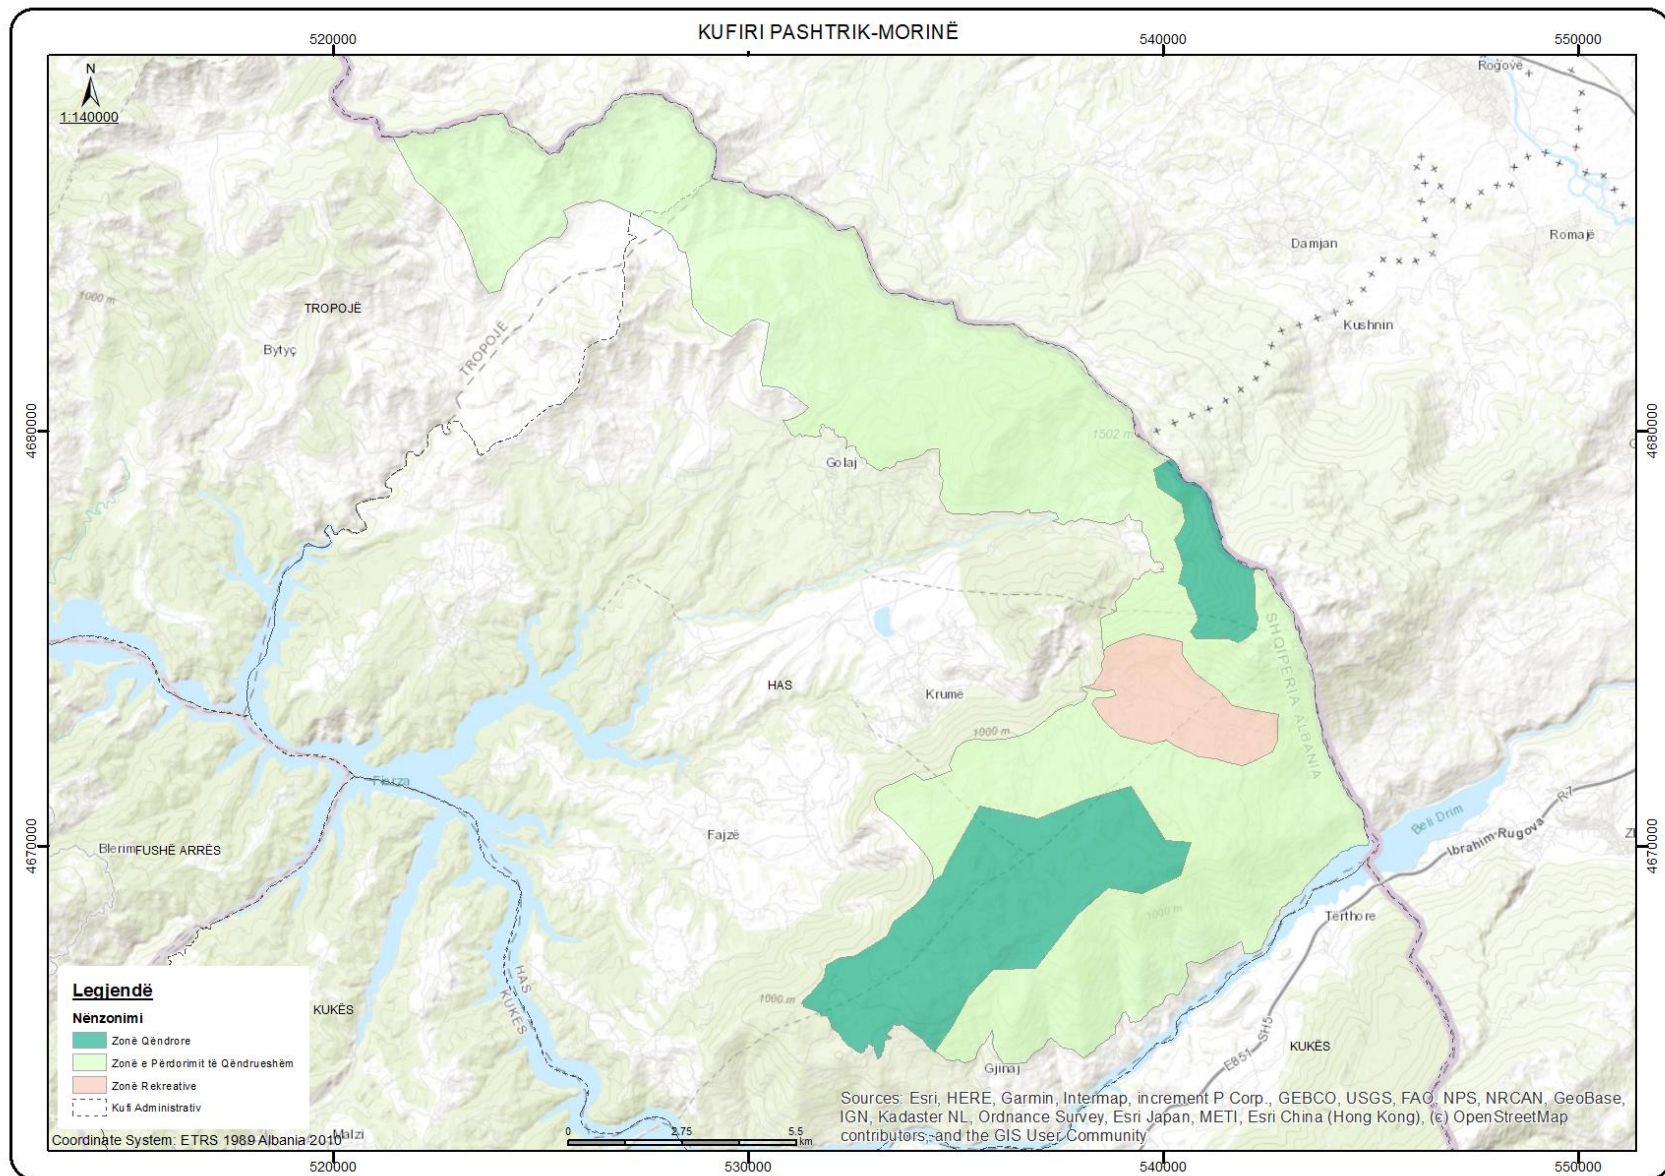 KUFIRI PASHTRIK-MORINË
520000
540000
550000
N
1:140000
Rogovë
Romajë
Damjan
Kushnin
1000 m
TROPOJË
Bytyç
TROPOJË
4680000
4680000
1502 m
Golaj
SHQIPERIA ALBANIA
HAS
Krumë
1000 m
Fierza
Fajzë
Beli Drim
R-7
Ibrahim Rugova
4670000
4670000
Blerim
FUSHË ARRËS
1000 m
Terthore
HAS
KUKËS
1000 m
KUKËS
SH5
E851
KUKËS
Gjinaj
Legjendë
Nënzonimi
Zonë Qëndrore
Zonë e Përdorimit të Qëndrueshëm
Zonë Rekreative
Kufi Administrativ
Coordinate System: ETRS 1989 Albania 2010
Malzi
0 2.75 5.5
km
Sources: Esri, HERE, Garmin, Intermap, increment P Corp., GEBCO, USGS, FAO, NPS, NRCAN, GeoBase,
IGN, Kadaster NL, Ordnance Survey, Esri Japan, METI, Esri China (Hong Kong), (c) OpenStreetMap
contributors, and the GIS User Community
520000
530000
540000
550000